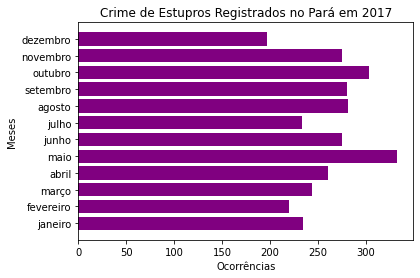 Crime de Estupros Registrados no Pará em 2017
Meses
dezembro
novembro
outubro
setembro
agosto
julho
junho
maio
abril
março
fevereiro
janeiro
0 50 100 150 200 250 300
Ocorrências